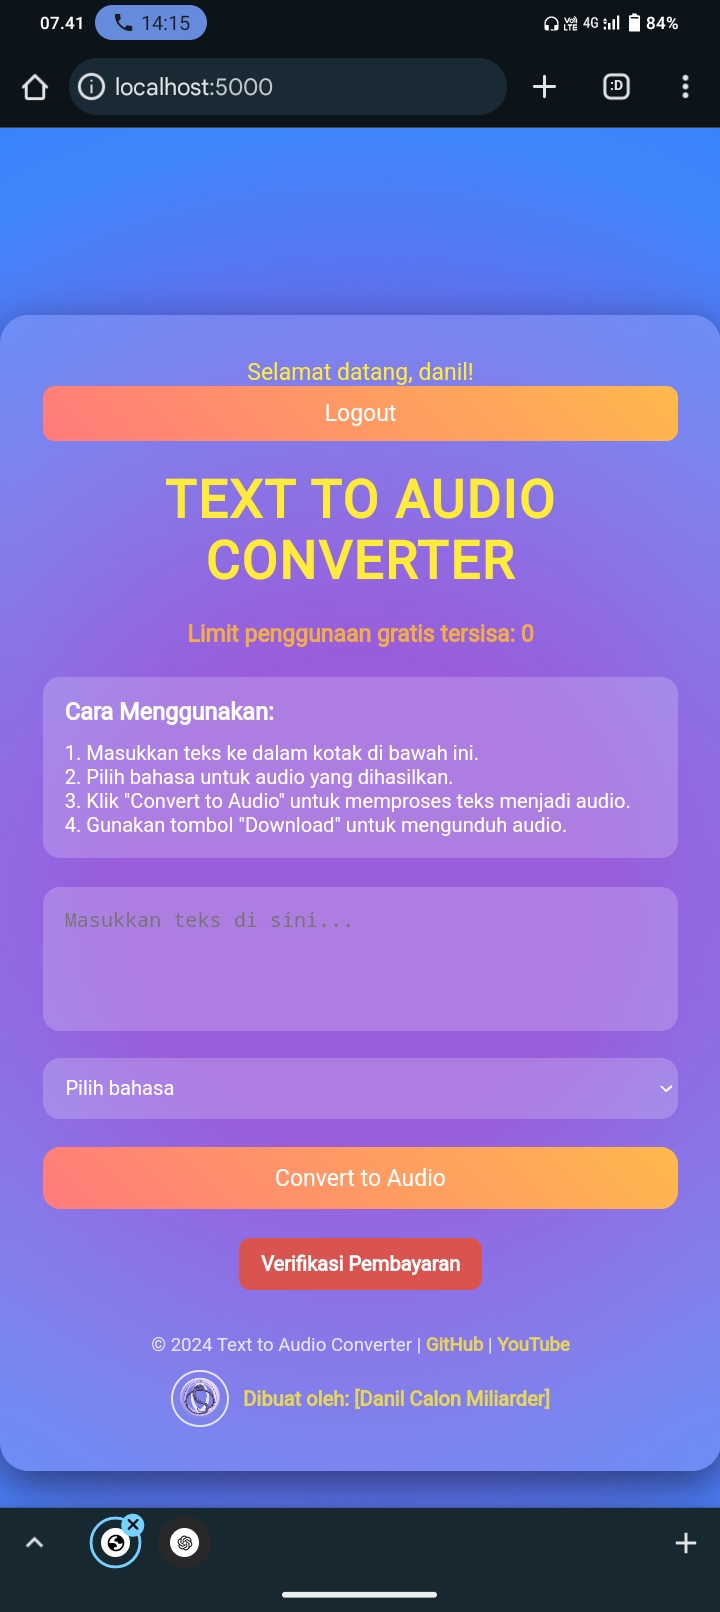 07.41 14:15 VoLTE 4G 84%
localhost:5000 :D
Selamat datang, danil!
Logout
TEXT TO AUDIO
CONVERTER
Limit penggunaan gratis tersisa: 0
Cara Menggunakan:
1. Masukkan teks ke dalam kotak di bawah ini.
2. Pilih bahasa untuk audio yang dihasilkan.
3. Klik "Convert to Audio" untuk memproses teks menjadi audio.
4. Gunakan tombol "Download" untuk mengunduh audio.
Masukkan teks di sini...
Pilih bahasa
Convert to Audio
Verifikasi Pembayaran
© 2024 Text to Audio Converter | GitHub | YouTube
Dibuat oleh: [Danil Calon Miliarder]